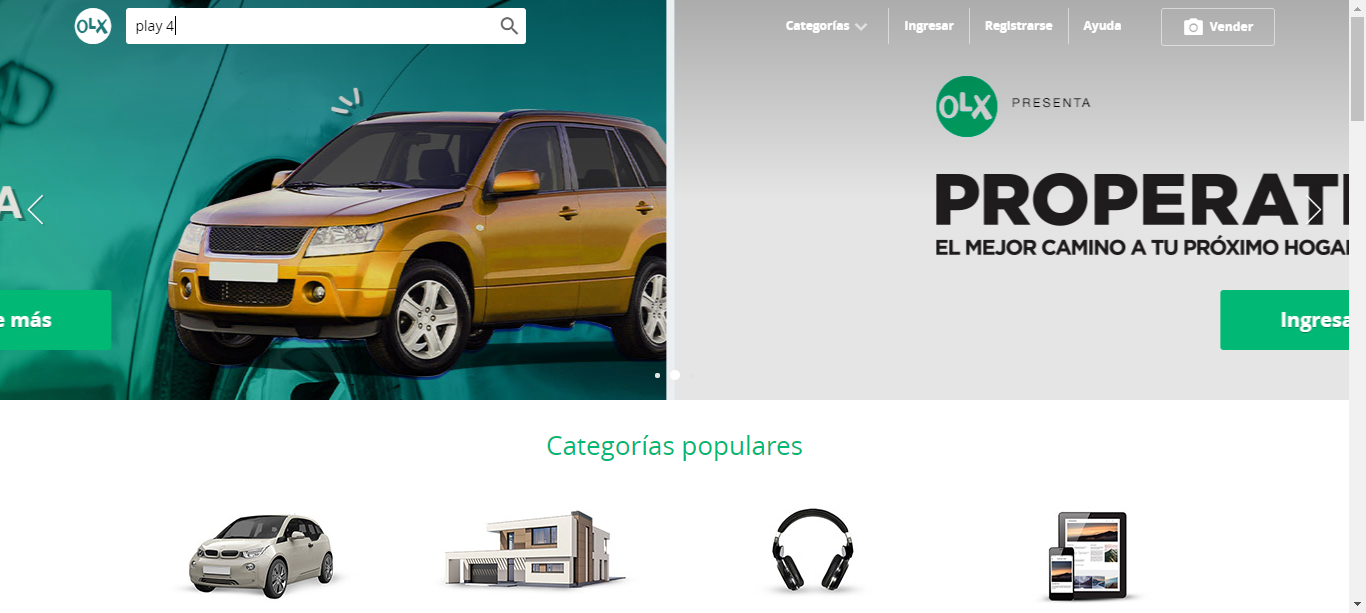 OLX
play 4
Categorías
Ingresar
Registrarse
Ayuda
Vender
A
e más
OLX
PRESENTA
PROPERATI
EL MEJOR CAMINO A TU PRÓXIMO HOGA
Ingresa
Categorías populares